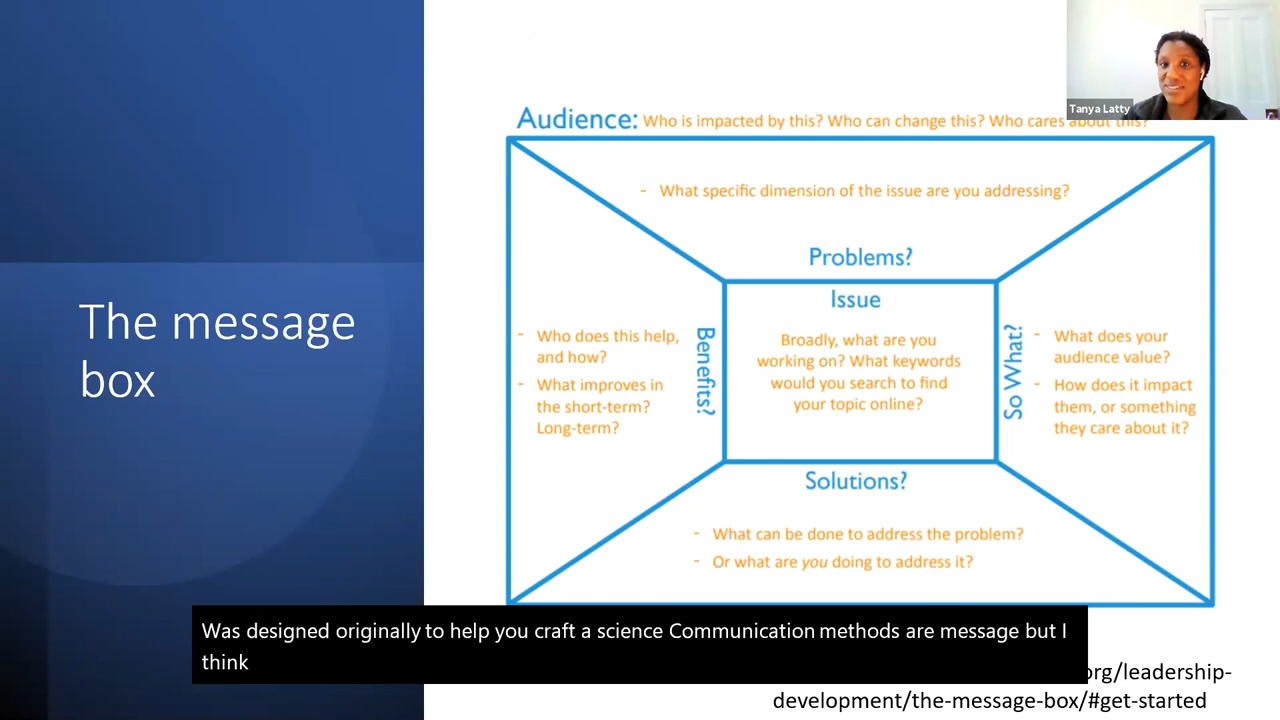 Tanya Latty
Audience: Who is impacted by this? Who can change this? Who cares about this?
- What specific dimension of the issue are you addressing?
Problems?
The message
box
- Who does this help,
and how?
- What improves in
the short-term?
Long-term?
Benefits?
Issue
Broadly, what are you
working on? What keywords
would you search to find
your topic online?
So What?
- What does your
audience value?
- How does it impact
them, or something
they care about it?
Solutions?
- What can be done to address the problem?
- Or what are you doing to address it?
Was designed originally to help you craft a science Communication methods are message but I
think
org/leadership-
development/the-message-box/#get-started